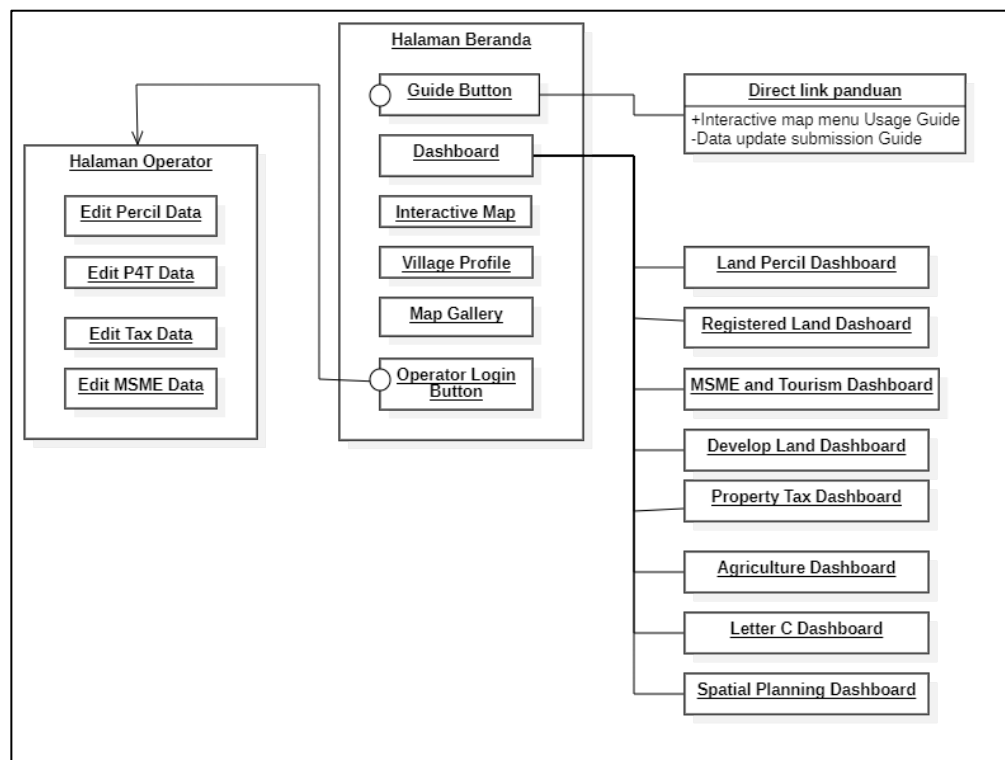 Halaman Beranda
Guide Button
Dashboard
Interactive Map
Village Profile
Map Gallery
Operator Login
Button
Direct link panduan
+Interactive map menu Usage Guide
-Data update submission Guide
Halaman Operator
Edit Percil Data
Edit P4T Data
Edit Tax Data
Edit MSME Data
Land Percil Dashboard
Registered Land Dashoard
MSME and Tourism Dashboard
Develop Land Dashboard
Property Tax Dashboard
Agriculture Dashboard
Letter C Dashboard
Spatial Planning Dashboard